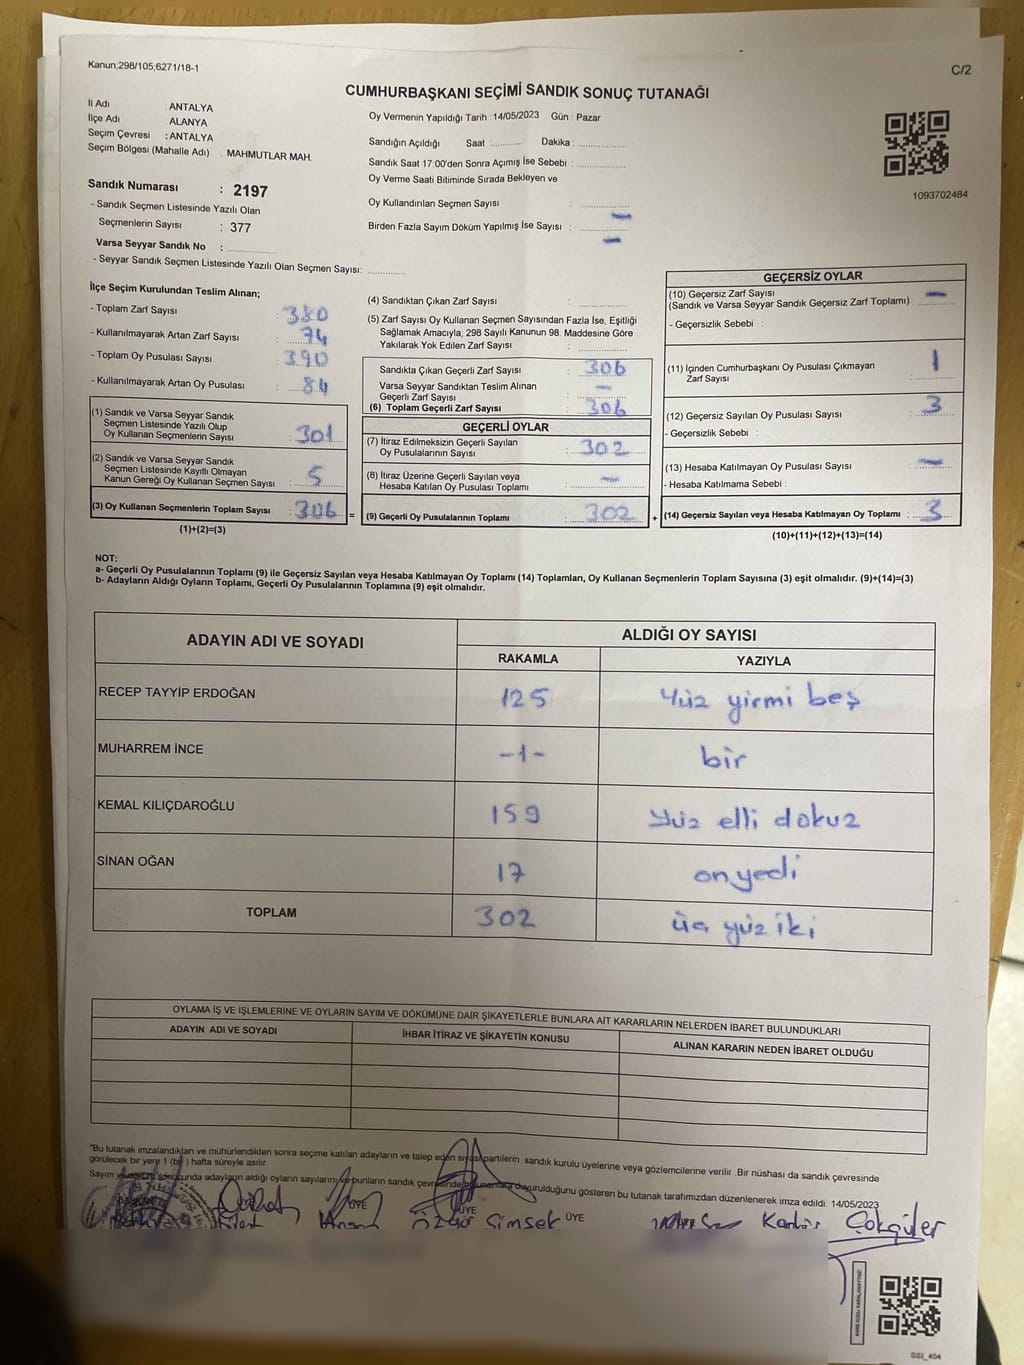 Kanun;298/105;6271/18-1
C/2
CUMHURBAŞKANI SEÇİMİ SANDIK SONUÇ TUTANAĞI
İl Adı : ANTALYA
İlçe Adı : ALANYA
Seçim Çevresi : ANTALYA
Seçim Bölgesi (Mahalle Adı) : MAHMUTLAR MAH.
Sandık Numarası : 2197
- Sandık Seçmen Listesinde Yazılı Olan
Seçmenlerin Sayısı : 377
Varsa Seyyar Sandık No :
- Seyyar Sandık Seçmen Listesinde Yazılı Olan Seçmen Sayısı:
Oy Vermenin Yapıldığı Tarih : 14/05/2023 Gün : Pazar
Sandığın Açıldığı Saat : Dakika :
Sandık Saat 17:00'den Sonra Açımış İse Sebebi :
Oy Verme Saati Bitiminde Sırada Bekleyen ve
Oy Kullandırılan Seçmen Sayısı : -
Birden Fazla Sayım Döküm Yapılmış İse Sayısı : -
1093702484
İlçe Seçim Kurulundan Teslim Alınan;
- Toplam Zarf Sayısı : 380
- Kullanılmayarak Artan Zarf Sayısı : 74
- Toplam Oy Pusulası Sayısı : 390
- Kullanılmayarak Artan Oy Pusulası : 84
(1) Sandık ve Varsa Seyyar Sandık
Seçmen Listesinde Yazılı Olup
Oy Kullanan Seçmenlerin Sayısı : 301
(2) Sandık ve Varsa Seyyar Sandık
Seçmen Listesinde Kayıtlı Olmayan
Kanun Gereği Oy Kullanan Seçmen Sayısı : 5
(3) Oy Kullanan Seçmenlerin Toplam Sayısı : 306 =
(1)+(2)=(3)
(4) Sandıktan Çıkan Zarf Sayısı :
(5) Zarf Sayısı Oy Kullanan Seçmen Sayısından Fazla İse, Eşitliği
Sağlamak Amacıyla; 298 Sayılı Kanunun 98. Maddesine Göre
Yakılarak Yok Edilen Zarf Sayısı :
Sandıkta Çıkan Geçerli Zarf Sayısı : 306
Varsa Seyyar Sandıktan Teslim Alınan
Geçerli Zarf Sayısı : -
(6) Toplam Geçerli Zarf Sayısı : 306
GEÇERLİ OYLAR
(7) İtiraz Edilmeksizin Geçerli Sayılan
Oy Pusulalarının Sayısı : 302
(8) İtiraz Üzerine Geçerli Sayılan veya
Hesaba Katılan Oy Pusulası Toplamı : -
(9) Geçerli Oy Pusulalarının Toplamı : 302 +
GEÇERSİZ OYLAR
(10) Geçersiz Zarf Sayısı
(Sandık ve Varsa Seyyar Sandık Geçersiz Zarf Toplamı) : -
- Geçersizlik Sebebi :
(11) İçinden Cumhurbaşkanı Oy Pusulası Çıkmayan
Zarf Sayısı : 1
(12) Geçersiz Sayılan Oy Pusulası Sayısı : 3
- Geçersizlik Sebebi :
(13) Hesaba Katılmayan Oy Pusulası Sayısı : -
- Hesaba Katılmama Sebebi :
(14) Geçersiz Sayılan veya Hesaba Katılmayan Oy Toplamı : 3
(10)+(11)+(12)+(13)=(14)
NOT:
a- Geçerli Oy Pusulalarının Toplamı (9) ile Geçersiz Sayılan veya Hesaba Katılmayan Oy Toplamı (14) Toplamları, Oy Kullanan Seçmenlerin Toplam Sayısına (3) eşit olmalıdır. (9)+(14)=(3)
b- Adayların Aldığı Oyların Toplamı, Geçerli Oy Pusulalarının Toplamına (9) eşit olmalıdır.
ADAYIN ADI VE SOYADI ALDIĞI OY SAYISI
RAKAMLA YAZIYLA
RECEP TAYYİP ERDOĞAN 125 Yüz yirmi beş
MUHARREM İNCE -1- bir
KEMAL KILIÇDAROĞLU 159 Yüz elli dokuz
SİNAN OĞAN 17 onyedi
TOPLAM 302 üç yüz iki
OYLAMA İŞ VE İŞLEMLERİNE VE OYLARIN SAYIM VE DÖKÜMÜNE DAİR ŞİKAYETLERLE BUNLARA AİT KARARLARIN NELERDEN İBARET BULUNDUKLARI
ADAYIN ADI VE SOYADI İHBAR İTİRAZ VE ŞİKAYETİN KONUSU ALINAN KARARIN NEDEN İBARET OLDUĞU
*Bu tutanak imzalandıktan ve mühürlendikten sonra seçime katılan adayların ve talep eden siyasi partilerin sandık kurulu üyelerine veya gözlemcilerine verilir. Bir nüshası da sandık çevresinde
görülecek bir yere 1 (bir) hafta süreyle asılır.
Sayım ve döküm sonucunda adayların aldığı oyların sayıları ve bunların sandık çevresinde duyurulduğunu gösteren bu tutanak tarafımızdan düzenlenerek imza edildi. 14/05/2023
BAŞKAN ÜYE ÜYE ÜYE
Özgür Şimşek ÜYE Çokgüler
SSİ_404